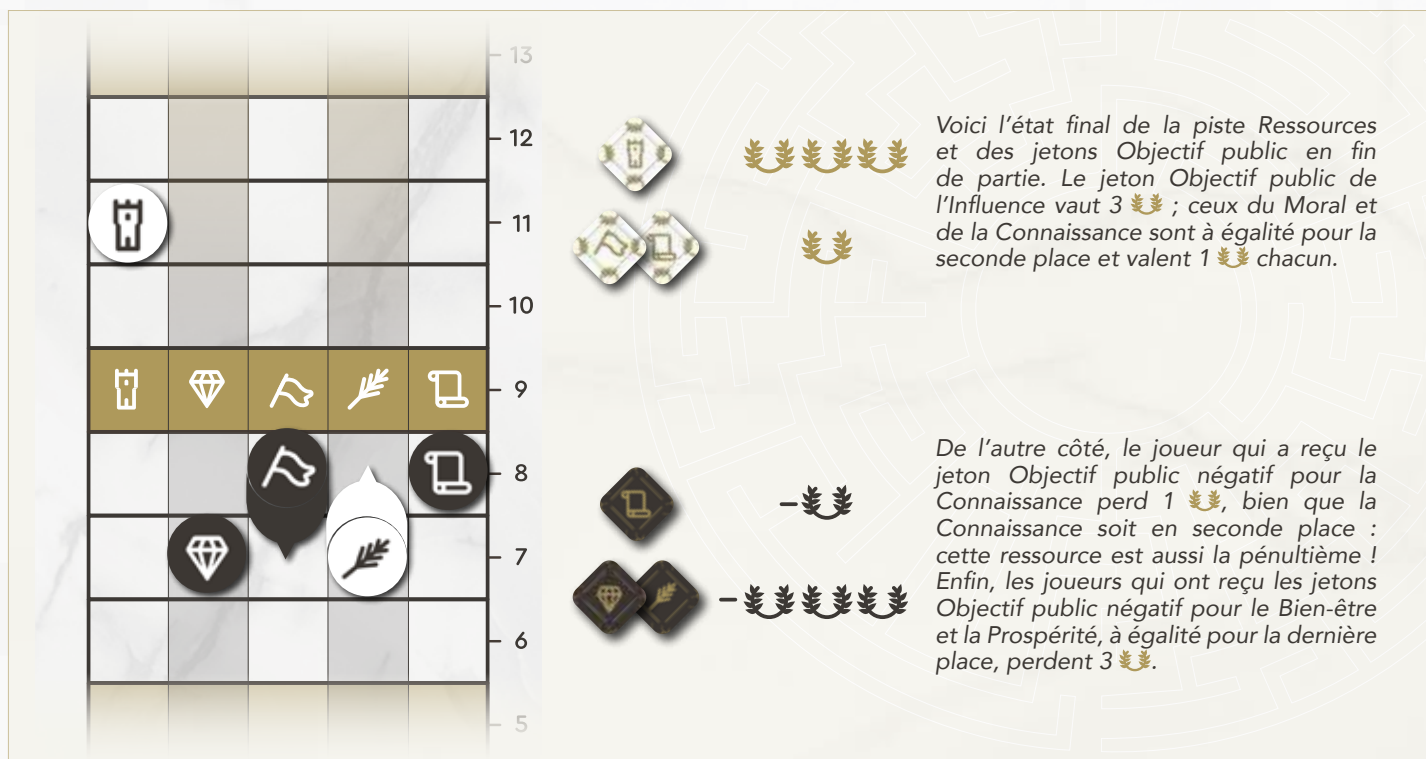 13
12
11
10
9
8
7
6
5
Voici l’état final de la piste Ressources
et des jetons Objectif public en fin
de partie. Le jeton Objectif public de
l’Influence vaut 3 ; ceux du Moral et
de la Connaissance sont à égalité pour la
seconde place et valent 1 chacun.
De l’autre côté, le joueur qui a reçu le
jeton Objectif public négatif pour la
Connaissance perd 1 , bien que la
Connaissance soit en seconde place :
cette ressource est aussi la pénultième !
Enfin, les joueurs qui ont reçu les jetons
Objectif public négatif pour le Bien-être
et la Prospérité, à égalité pour la dernière
place, perdent 3 .